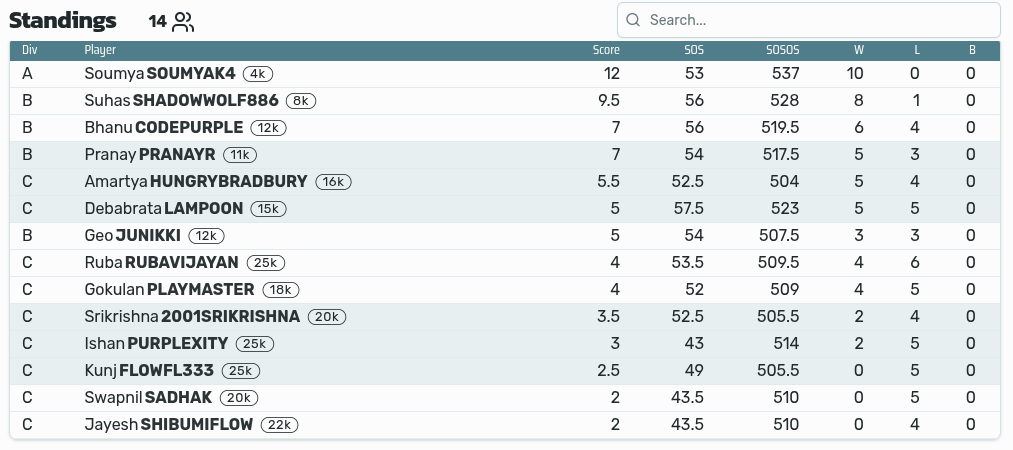 Standings 14 Search...
Div Player Score SOS SOSOS W L B
A Soumya SOUMYAK4 4k 12 53 537 10 0 0
B Suhas SHADOWWOLF886 8k 9.5 56 528 8 1 0
B Bhanu CODEPURPLE 12k 7 56 519.5 6 4 0
B Pranay PRANAYR 11k 7 54 517.5 5 3 0
C Amartya HUNGRYBRADBURY 16k 5.5 52.5 504 5 4 0
C Debabrata LAMPOON 15k 5 57.5 523 5 5 0
B Geo JUNIKKI 12k 5 54 507.5 3 3 0
C Ruba RUBAVIJAYAN 25k 4 53.5 509.5 4 6 0
C Gokulan PLAYMASTER 18k 4 52 509 4 5 0
C Srikrishna 2001SRIKRISHNA 20k 3.5 52.5 505.5 2 4 0
C Ishan PURPLEXITY 25k 3 43 514 2 5 0
C Kunj FLOWFL333 25k 2.5 49 505.5 0 5 0
C Swapnil SADHAK 20k 2 43.5 510 0 5 0
C Jayesh SHIBUMIFLOW 22k 2 43.5 510 0 4 0